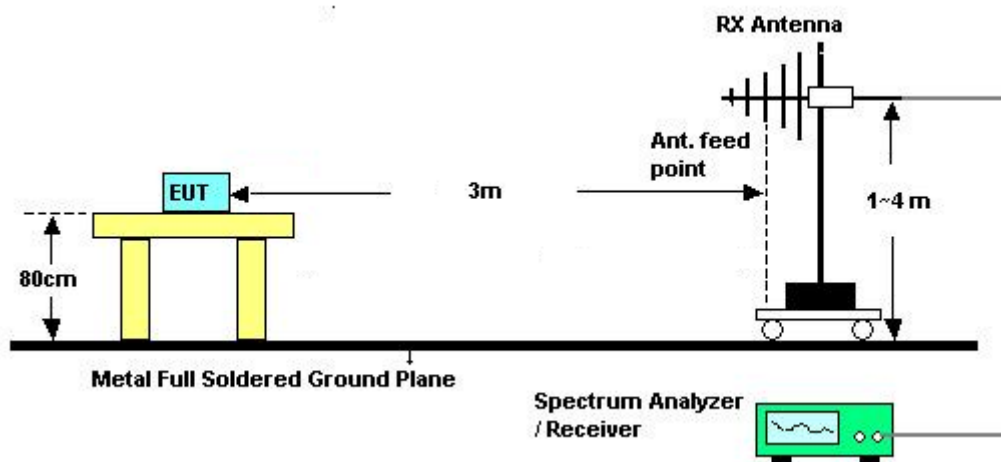 RX Antenna
Ant. feed
point
EUT
3m
1~4 m
80cm
Metal Full Soldered Ground Plane
Spectrum Analyzer
/ Receiver